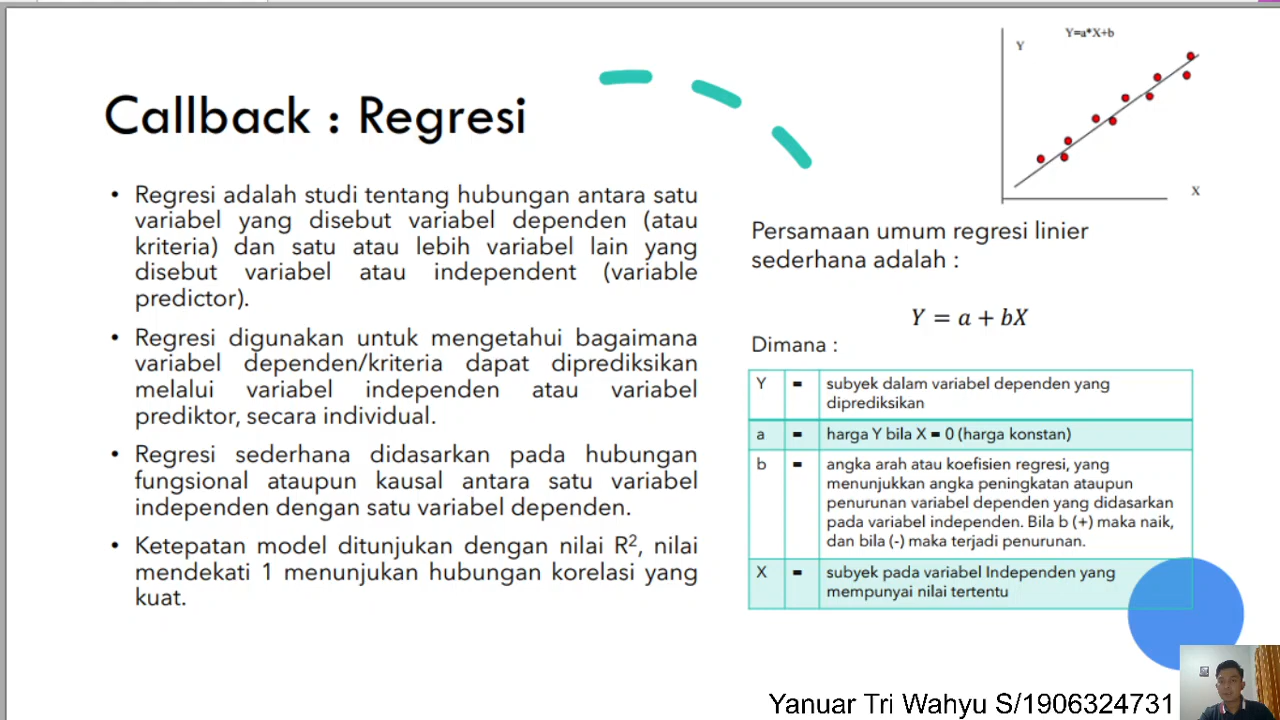 Callback : Regresi
• Regresi adalah studi tentang hubungan antara satu
variabel yang disebut variabel dependen (atau
kriteria) dan satu atau lebih variabel lain yang
disebut variabel atau independent (variable
predictor).
• Regresi digunakan untuk mengetahui bagaimana
variabel dependen/kriteria dapat diprediksikan
melalui variabel independen atau variabel
prediktor, secara individual.
• Regresi sederhana didasarkan pada hubungan
fungsional ataupun kausal antara satu variabel
independen dengan satu variabel dependen.
• Ketepatan model ditunjukan dengan nilai R², nilai
mendekati 1 menunjukan hubungan korelasi yang
kuat.
Y=a*X+b
Y
X
Persamaan umum regresi linier
sederhana adalah :
Y = a + bX
Dimana :
Y = subyek dalam variabel dependen yang
diprediksikan
a = harga Y bila X = 0 (harga konstan)
b = angka arah atau koefisien regresi, yang
menunjukkan angka peningkatan ataupun
penurunan variabel dependen yang didasarkan
pada variabel independen. Bila b (+) maka naik,
dan bila (-) maka terjadi penurunan.
X = subyek pada variabel Independen yang
mempunyai nilai tertentu
Yanuar Tri Wahyu S/1906324731